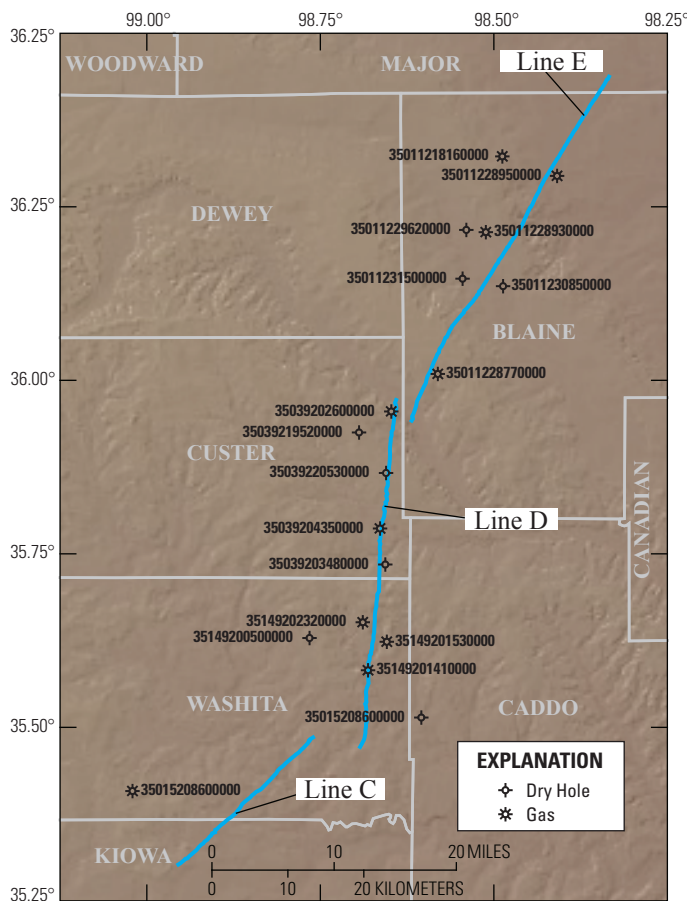 99.00° 98.75° 98.50° 98.25°
36.25°
WOODWARD MAJOR
Line E
35011218160000
35011228950000
36.25°
DEWEY
35011229620000 35011228930000
35011231500000 35011230850000
BLAINE
36.00°
35011228770000
35039202600000
35039219520000
CUSTER
35039220530000
CANADIAN
Line D
35039204350000
35.75°
35039203480000
35149202320000
35149200500000 35149201530000
35149201410000
WASHITA CADDO
35015208600000
35.50°
EXPLANATION
Dry Hole
Gas
35015208600000
Line C
KIOWA
0 10 20 MILES
0 10 20 KILOMETERS
35.25°